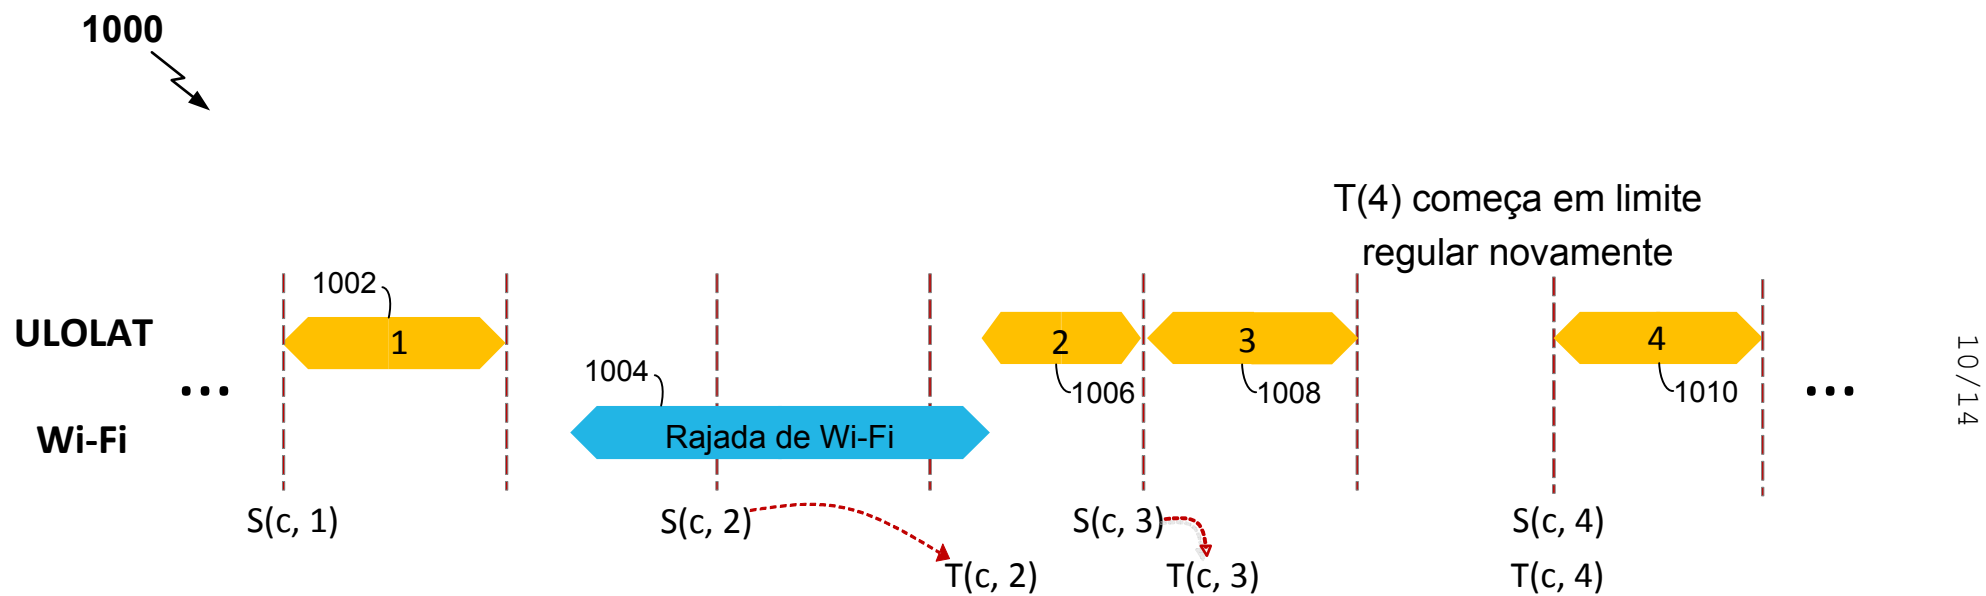 1000
T(4) começa em limite
regular novamente
1002
ULOLAT
1
2
3
4
1004
1006
1008
1010
...
...
Wi-Fi
Rajada de Wi-Fi
S(c, 1)
S(c, 2)
S(c, 3)
S(c, 4)
T(c, 2)
T(c, 3)
T(c, 4)
10/14